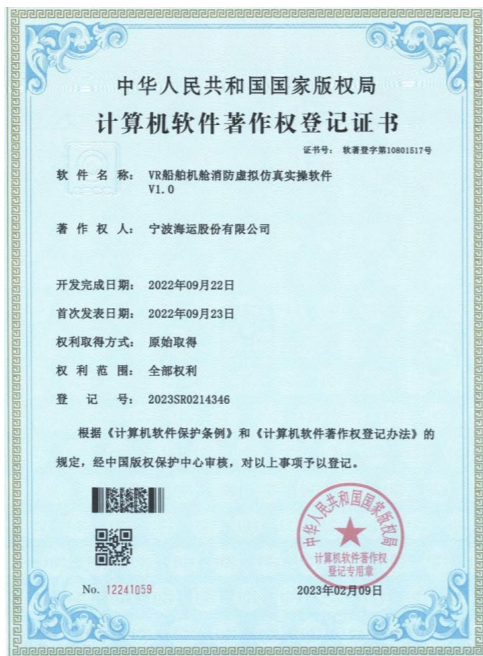 中华人民共和国国家版权局
计算机软件著作权登记证书
证书号： 软著登字第10801517号
软件名称： VR船舶机舱消防虚拟仿真实操软件
V1.0
著作权人： 宁波海运股份有限公司
开发完成日期： 2022年09月22日
首次发表日期： 2022年09月23日
权利取得方式： 原始取得
权利范围： 全部权利
登记号： 2023SR0214346
根据《计算机软件保护条例》和《计算机软件著作权登记办法》的
规定，经中国版权保护中心审核，对以上事项予以登记。
中华人民共和国国家版权局
计算机软件著作权
登记专用章
No. 12241059
2023年02月09日